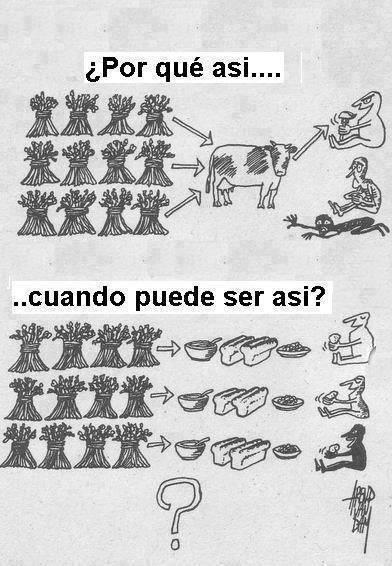 ¿Por qué asi....
..cuando puede ser asi?
?